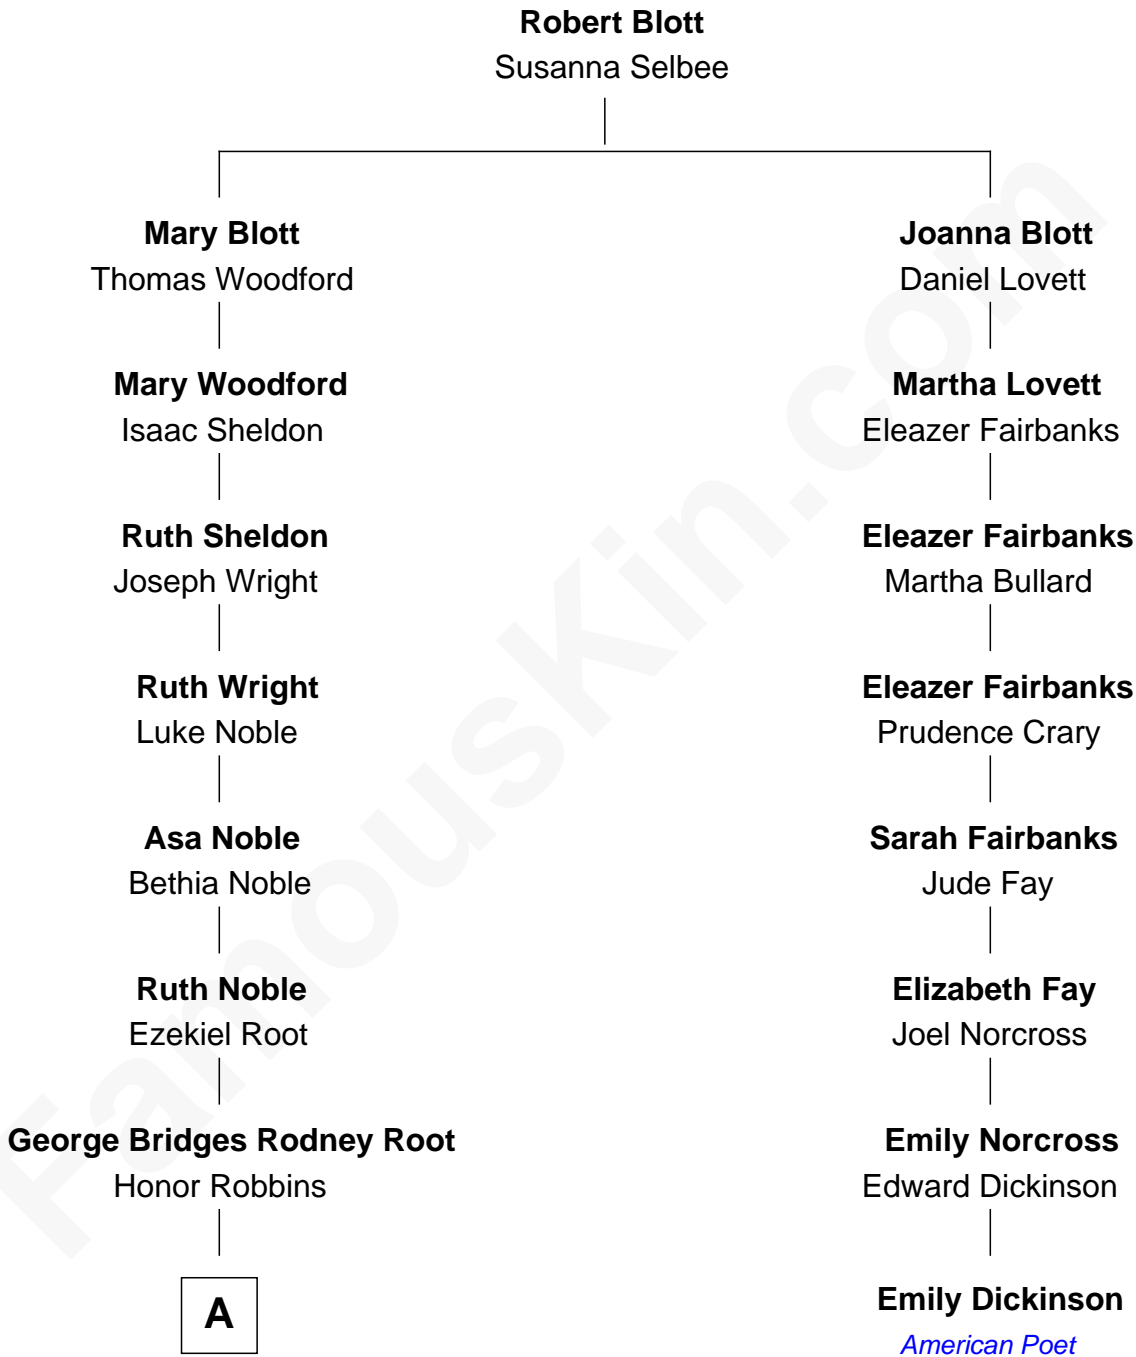 Robert Blott
Susanna Selbee
Mary Blott
Thomas Woodford
Joanna Blott
Daniel Lovett
Mary Woodford
Isaac Sheldon
Martha Lovett
Eleazer Fairbanks
Ruth Sheldon
Joseph Wright
Eleazer Fairbanks
Martha Bullard
Ruth Wright
Luke Noble
Eleazer Fairbanks
Prudence Crary
Asa Noble
Bethia Noble
Sarah Fairbanks
Jude Fay
Ruth Noble
Ezekiel Root
Elizabeth Fay
Joel Norcross
George Bridges Rodney Root
Honor Robbins
Emily Norcross
Edward Dickinson
A
Emily Dickinson
American Poet
FamousKin.com